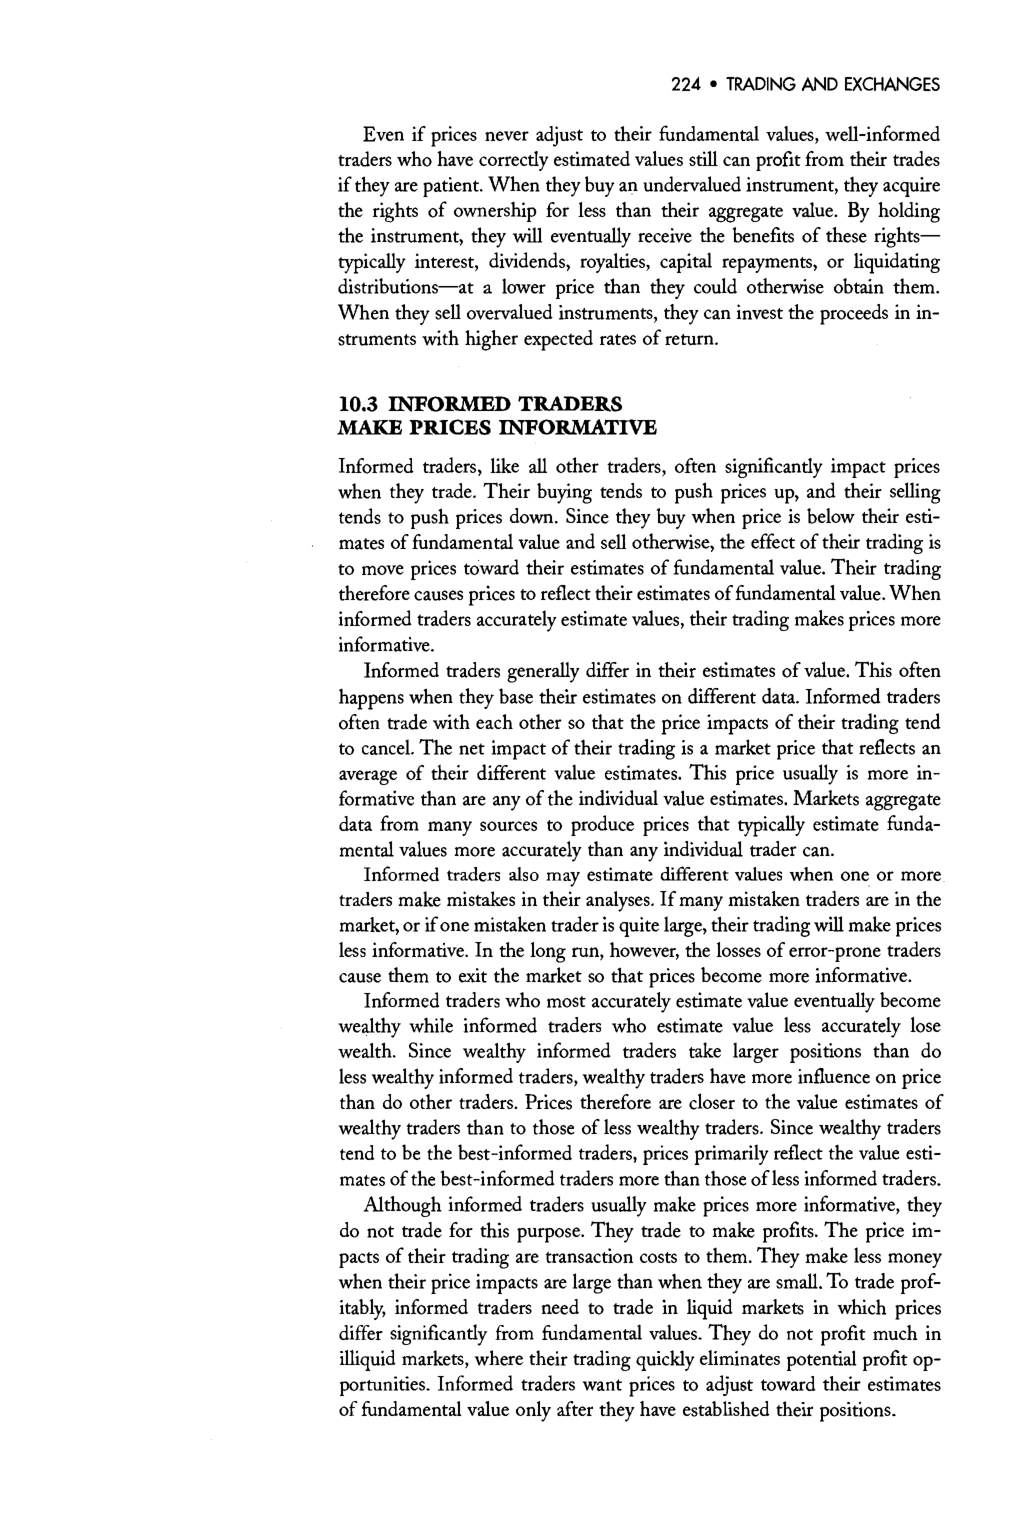 224 • TRADING AND EXCHANGES
Even if prices never adjust to their fundamental values, well-informed
traders who have correctly estimated values still can profit from their trades
if they are patient. When they buy an undervalued instrument, they acquire
the rights of ownership for less than their aggregate value. By holding
the instrument, they will eventually receive the benefits of these rights—
typically interest, dividends, royalties, capital repayments, or liquidating
distributions—at a lower price than they could otherwise obtain them.
When they sell overvalued instruments, they can invest the proceeds in in-
struments with higher expected rates of return.
10.3 INFORMED TRADERS
MAKE PRICES INFORMATIVE
Informed traders, like all other traders, often significantly impact prices
when they trade. Their buying tends to push prices up, and their selling
tends to push prices down. Since they buy when price is below their esti-
mates of fundamental value and sell otherwise, the effect of their trading is
to move prices toward their estimates of fundamental value. Their trading
therefore causes prices to reflect their estimates of fundamental value. When
informed traders accurately estimate values, their trading makes prices more
informative.
Informed traders generally differ in their estimates of value. This often
happens when they base their estimates on different data. Informed traders
often trade with each other so that the price impacts of their trading tend
to cancel. The net impact of their trading is a market price that reflects an
average of their different value estimates. This price usually is more in-
formative than are any of the individual value estimates. Markets aggregate
data from many sources to produce prices that typically estimate funda-
mental values more accurately than any individual trader can.
Informed traders also may estimate different values when one or more
traders make mistakes in their analyses. If many mistaken traders are in the
market, or if one mistaken trader is quite large, their trading will make prices
less informative. In the long run, however, the losses of error-prone traders
cause them to exit the market so that prices become more informative.
Informed traders who most accurately estimate value eventually become
wealthy while informed traders who estimate value less accurately lose
wealth. Since wealthy informed traders take larger positions than do
less wealthy informed traders, wealthy traders have more influence on price
than do other traders. Prices therefore are closer to the value estimates of
wealthy traders than to those of less wealthy traders. Since wealthy traders
tend to be the best-informed traders, prices primarily reflect the value esti-
mates of the best-informed traders more than those of less informed traders.
Although informed traders usually make prices more informative, they
do not trade for this purpose. They trade to make profits. The price im-
pacts of their trading are transaction costs to them. They make less money
when their price impacts are large than when they are small. To trade prof-
itably, informed traders need to trade in liquid markets in which prices
differ significantly from fundamental values. They do not profit much in
illiquid markets, where their trading quickly eliminates potential profit op-
portunities. Informed traders want prices to adjust toward their estimates
of fundamental value only after they have established their positions.